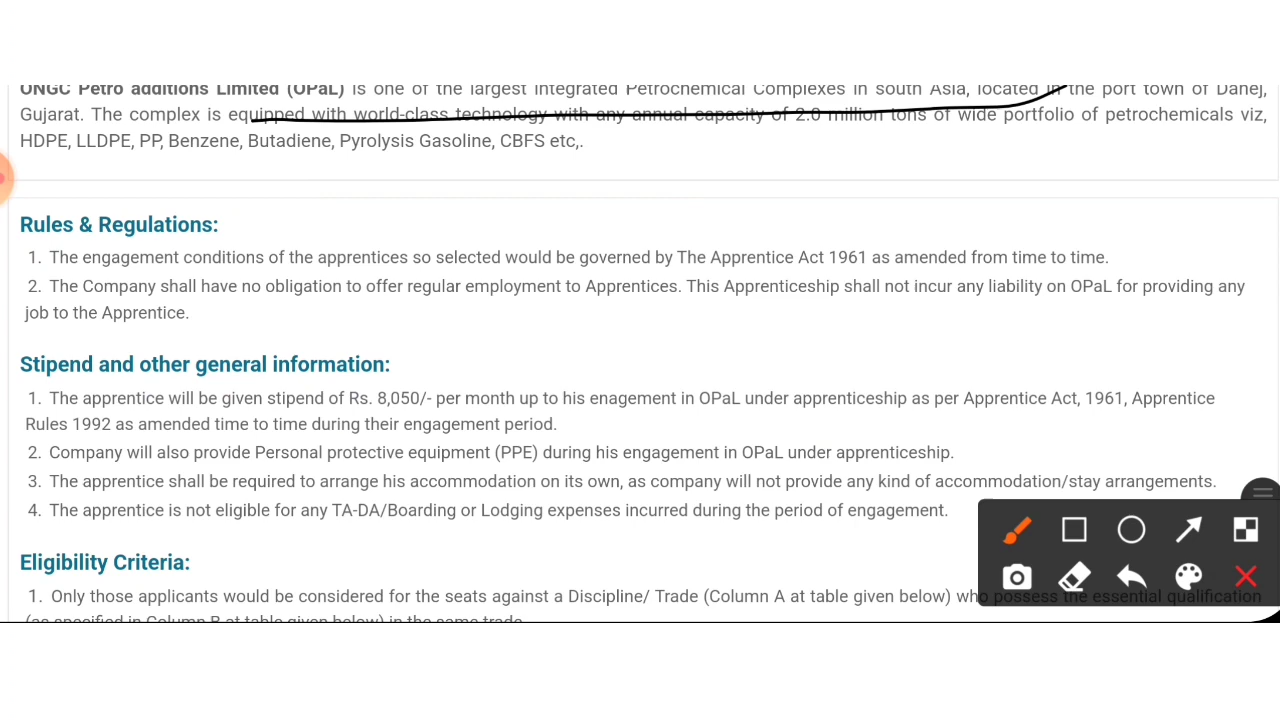 ONGC Petro additions Limited (OPaL) is one of the largest integrated Petrochemical Complexes in south Asia, located in the port town of Dahej,
Gujarat. The complex is equipped with world-class technology with any annual capacity of 2.0 million tons of wide portfolio of petrochemicals viz,
HDPE, LLDPE, PP, Benzene, Butadiene, Pyrolysis Gasoline, CBFS etc,.
Rules & Regulations:
1. The engagement conditions of the apprentices so selected would be governed by The Apprentice Act 1961 as amended from time to time.
2. The Company shall have no obligation to offer regular employment to Apprentices. This Apprenticeship shall not incur any liability on OPaL for providing any
job to the Apprentice.
Stipend and other general information:
1. The apprentice will be given stipend of Rs. 8,050/- per month up to his enagement in OPaL under apprenticeship as per Apprentice Act, 1961, Apprentice
Rules 1992 as amended time to time during their engagement period.
2. Company will also provide Personal protective equipment (PPE) during his engagement in OPaL under apprenticeship.
3. The apprentice shall be required to arrange his accommodation on its own, as company will not provide any kind of accommodation/stay arrangements.
4. The apprentice is not eligible for any TA-DA/Boarding or Lodging expenses incurred during the period of engagement.
Eligibility Criteria:
1. Only those applicants would be considered for the seats against a Discipline/ Trade (Column A at table given below) who possess the essential qualification
(as specified in Column B at table given below) in the same trade.